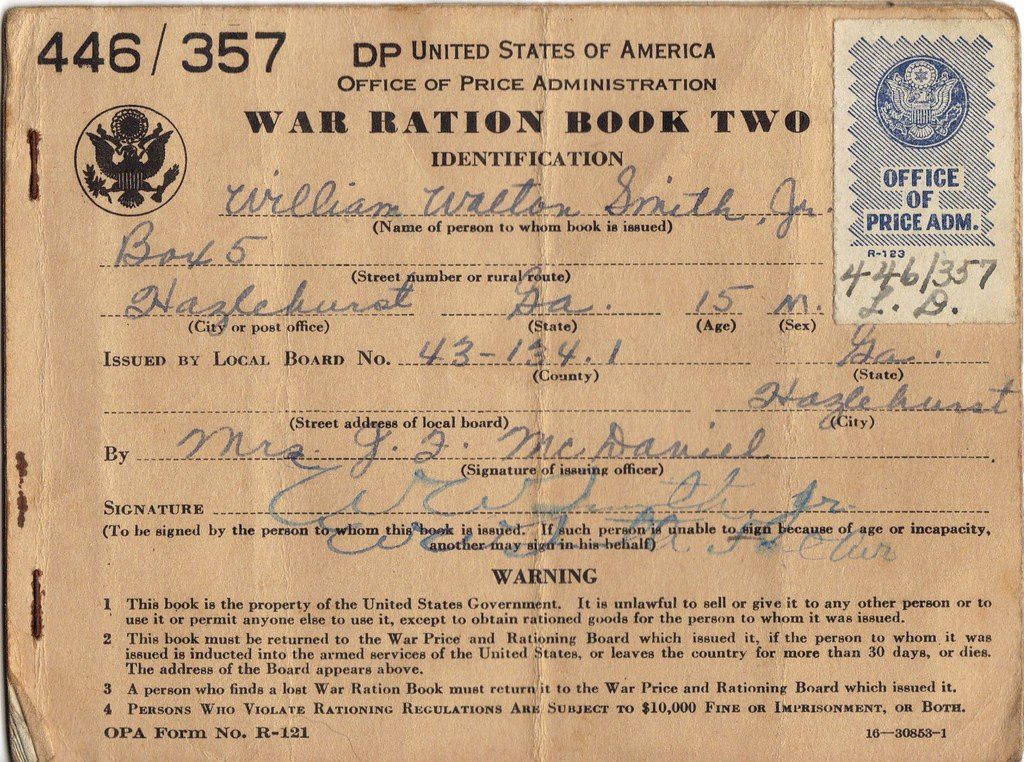 446/357
DP UNITED STATES OF AMERICA
OFFICE OF PRICE ADMINISTRATION
WAR RATION BOOK TWO
IDENTIFICATION
OFFICE
OF
PRICE ADM.
R-123
446/357
L. D.
William Walton Smith, Jr.
(Name of person to whom book is issued)
Box 5
(Street number or rural route)
Hazlehurst Ga. 15 m.
(City or post office) (State) (Age) (Sex)
ISSUED BY LOCAL BOARD NO. 43-134.1 Ga.
(County) (State)
Hazlehurst
(Street address of local board) (City)
By Mrs. J. F. McDaniel
(Signature of issuing officer)
SIGNATURE W W Smith, Jr.
(To be signed by the person to whom this book is issued. If such person is unable to sign because of age or incapacity,
another may sign in his behalf)
WARNING
1 This book is the property of the United States Government. It is unlawful to sell or give it to any other person or to
use it or permit anyone else to use it, except to obtain rationed goods for the person to whom it was issued.
2 This book must be returned to the War Price and Rationing Board which issued it, if the person to whom it was
issued is inducted into the armed services of the United States, or leaves the country for more than 30 days, or dies.
The address of the Board appears above.
3 A person who finds a lost War Ration Book must return it to the War Price and Rationing Board which issued it.
4 PERSONS WHO VIOLATE RATIONING REGULATIONS ARE SUBJECT TO $10,000 FINE OR IMPRISONMENT, OR BOTH.
OPA Form No. R-121 16—30853-1